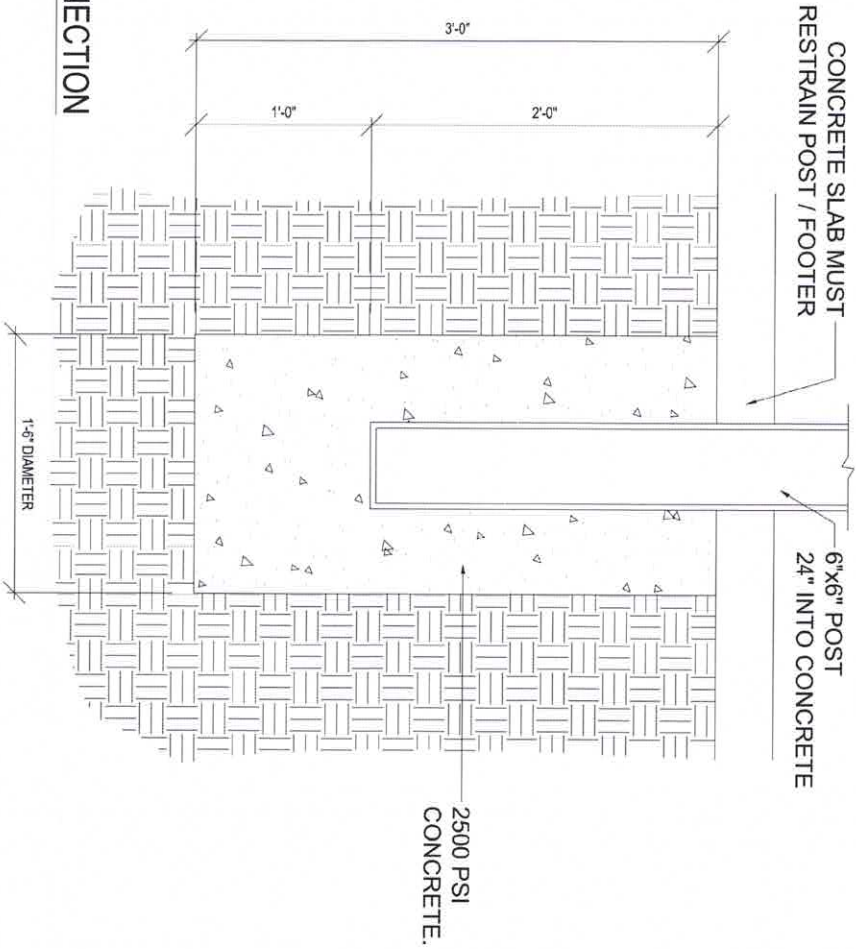 CONCRETE SLAB MUST
RESTRAIN POST / FOOTER
6"x6" POST
24" INTO CONCRETE
3'-0"
2'-0"
1'-0"
2500 PSI
CONCRETE.
1'-6" DIAMETER